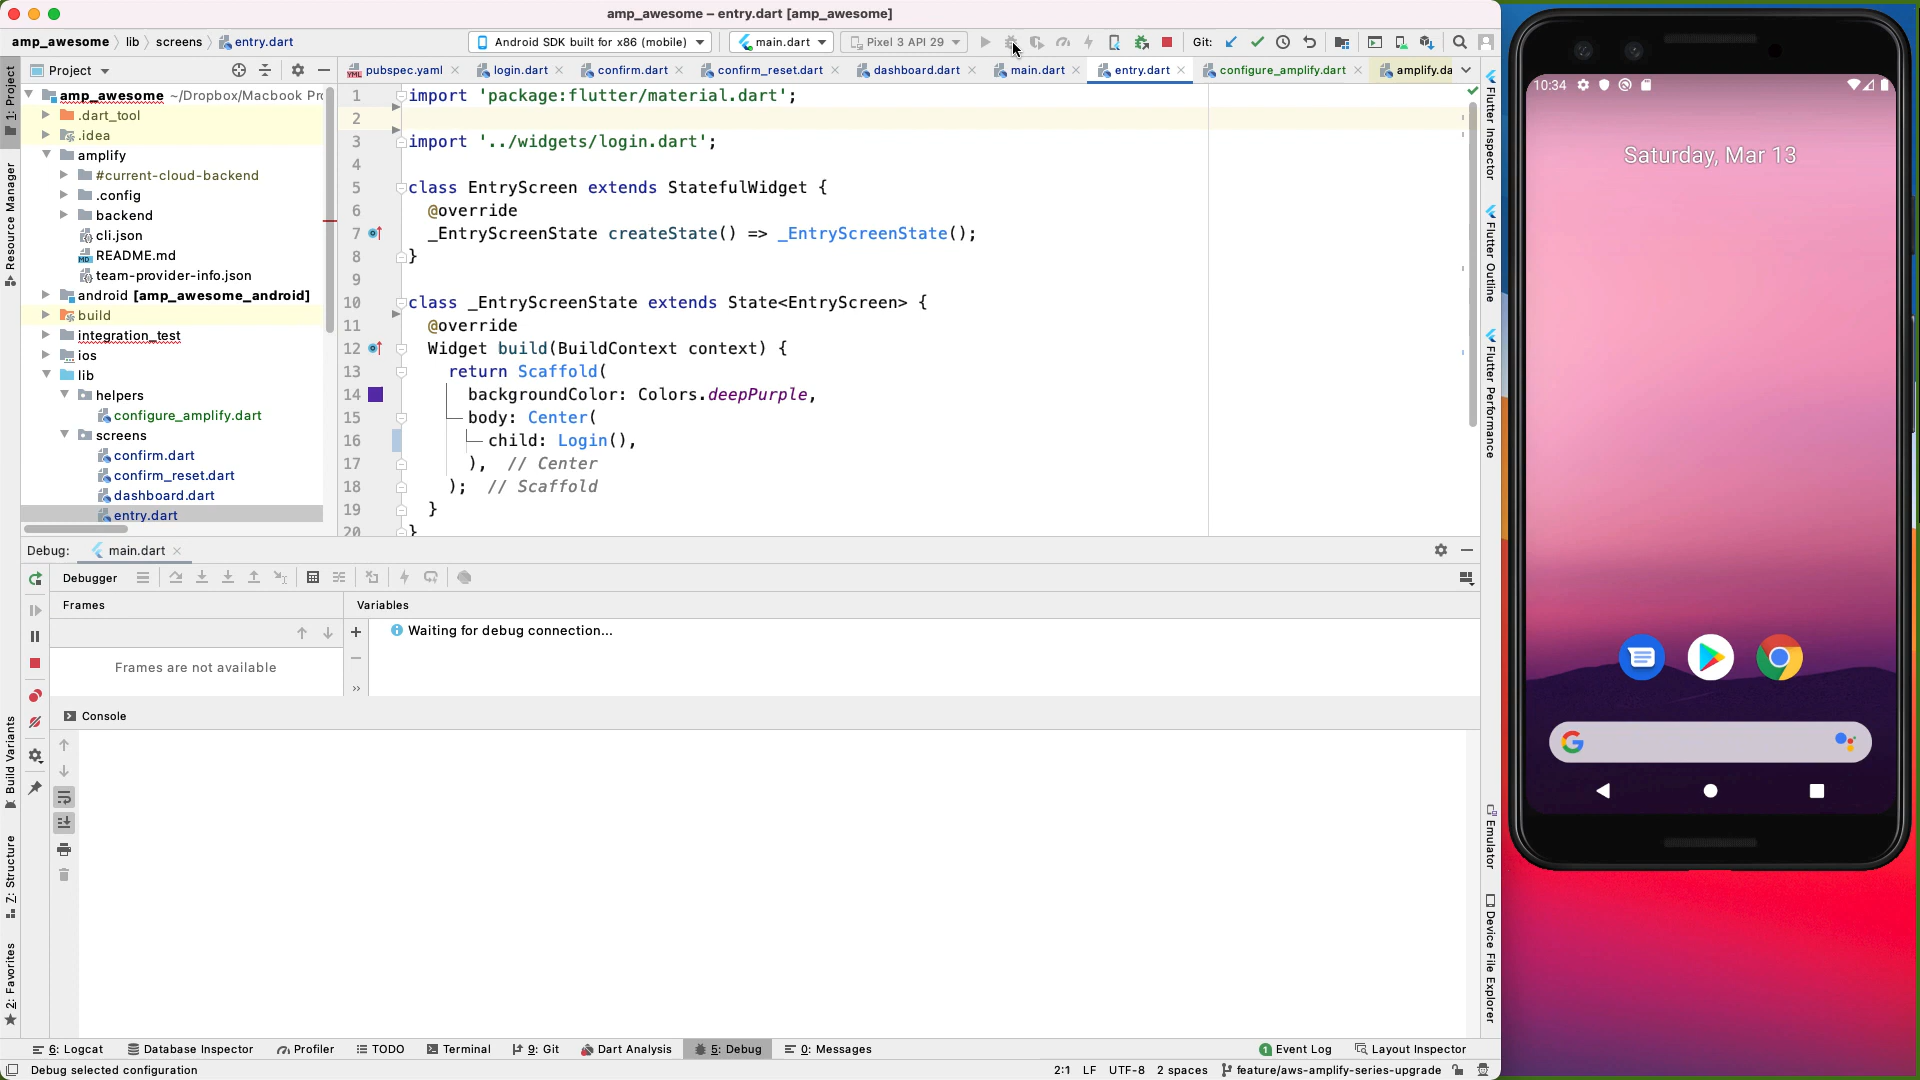 amp_awesome – entry.dart [amp_awesome]
amp_awesome lib screens entry.dart
Android SDK built for x86 (mobile) main.dart Pixel 3 API 29 Git:
Project
pubspec.yaml login.dart confirm.dart confirm_reset.dart dashboard.dart main.dart entry.dart configure_amplify.dart amplify.da
amp_awesome ~/Dropbox/Macbook Pro
.dart_tool
.idea
amplify
#current-cloud-backend
.config
backend
cli.json
README.md
team-provider-info.json
android [amp_awesome_android]
build
integration_test
ios
lib
helpers
configure_amplify.dart
screens
confirm.dart
confirm_reset.dart
dashboard.dart
entry.dart
1 import 'package:flutter/material.dart';
2
3 import '../widgets/login.dart';
4
5 class EntryScreen extends StatefulWidget {
6 @override
7 _EntryScreenState createState() => _EntryScreenState();
8 }
9
10 class _EntryScreenState extends State<EntryScreen> {
11 @override
12 Widget build(BuildContext context) {
13 return Scaffold(
14 backgroundColor: Colors.deepPurple,
15 body: Center(
16 child: Login(),
17 ), // Center
18 ); // Scaffold
19 }
20 }
1: Project
Resource Manager
Build Variants
Z: Structure
2: Favorites
Flutter Inspector
Flutter Outline
Flutter Performance
Emulator
Device File Explorer
Debug: main.dart
Debugger
Frames Variables
Waiting for debug connection...
Frames are not available
Console
6: Logcat Database Inspector Profiler TODO Terminal 9: Git Dart Analysis 5: Debug 0: Messages 1 Event Log Layout Inspector
Debug selected configuration 2:1 LF UTF-8 2 spaces feature/aws-amplify-series-upgrade
10:34
Saturday, Mar 13